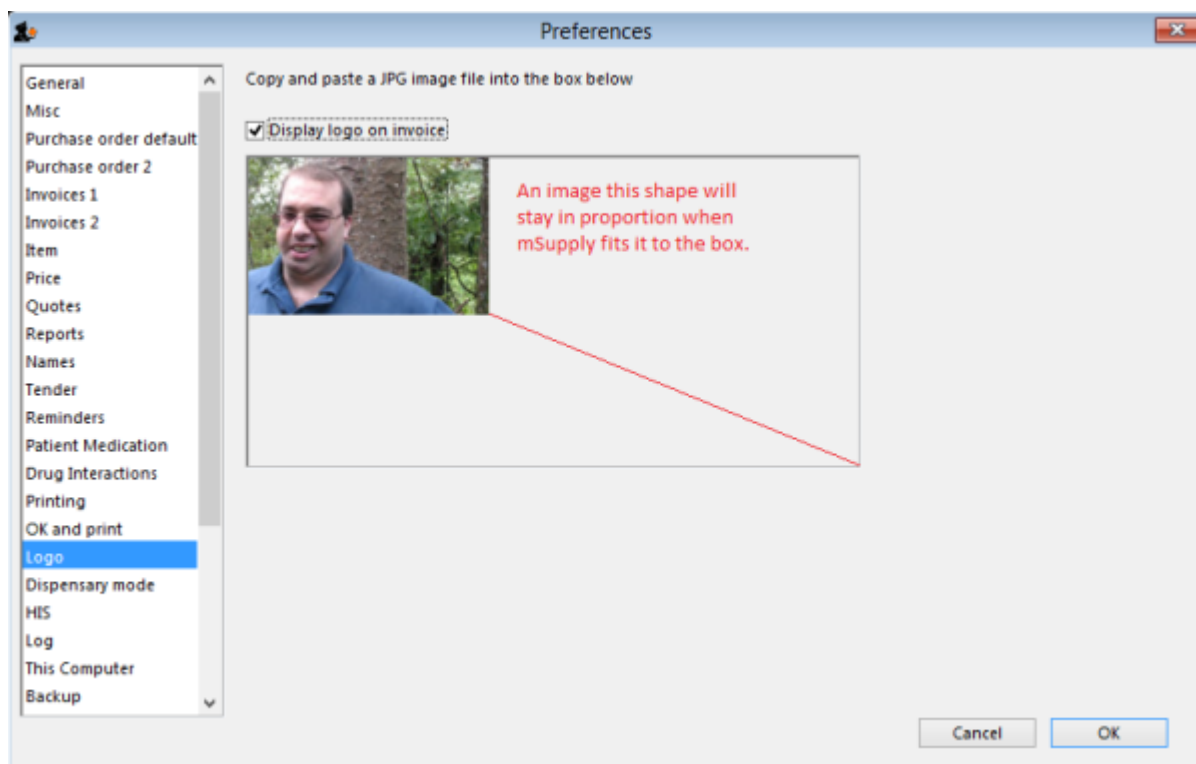 Preferences
General
Misc
Purchase order default
Purchase order 2
Invoices 1
Invoices 2
Item
Price
Quotes
Reports
Names
Tender
Reminders
Patient Medication
Drug Interactions
Printing
OK and print
Logo
Dispensary mode
HIS
Log
This Computer
Backup
Copy and paste a JPG image file into the box below
Display logo on invoice
An image this shape will
stay in proportion when
mSupply fits it to the box.
Cancel
OK